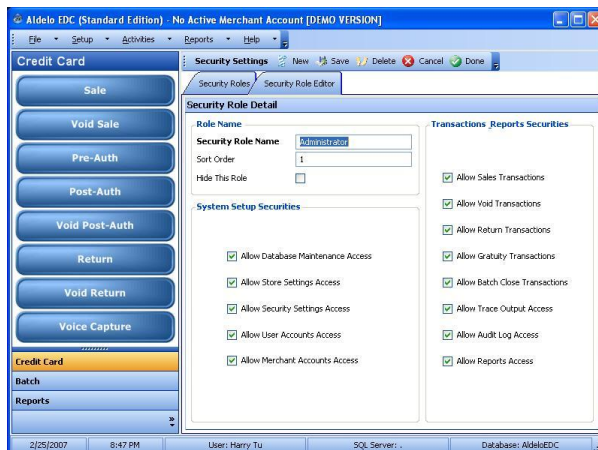 Aldelo EDC (Standard Edition) - No Active Merchant Account [DEMO VERSION]
File Setup Activities Reports Help
Credit Card
Sale
Void Sale
Pre-Auth
Post-Auth
Void Post-Auth
Return
Void Return
Voice Capture
Credit Card
Batch
Reports
Security Settings New Save Delete Cancel Done
Security Roles Security Role Editor
Security Role Detail
Role Name
Security Role Name Administrator
Sort Order 1
Hide This Role
System Setup Securities
Allow Database Maintenance Access
Allow Store Settings Access
Allow Security Settings Access
Allow User Accounts Access
Allow Merchant Accounts Access
Transactions Reports Securities
Allow Sales Transactions
Allow Void Transactions
Allow Return Transactions
Allow Gratuity Transactions
Allow Batch Close Transactions
Allow Trace Output Access
Allow Audit Log Access
Allow Reports Access
2/25/2007 8:47 PM User: Harry Tu SQL Server: . Database: AldeloEDC